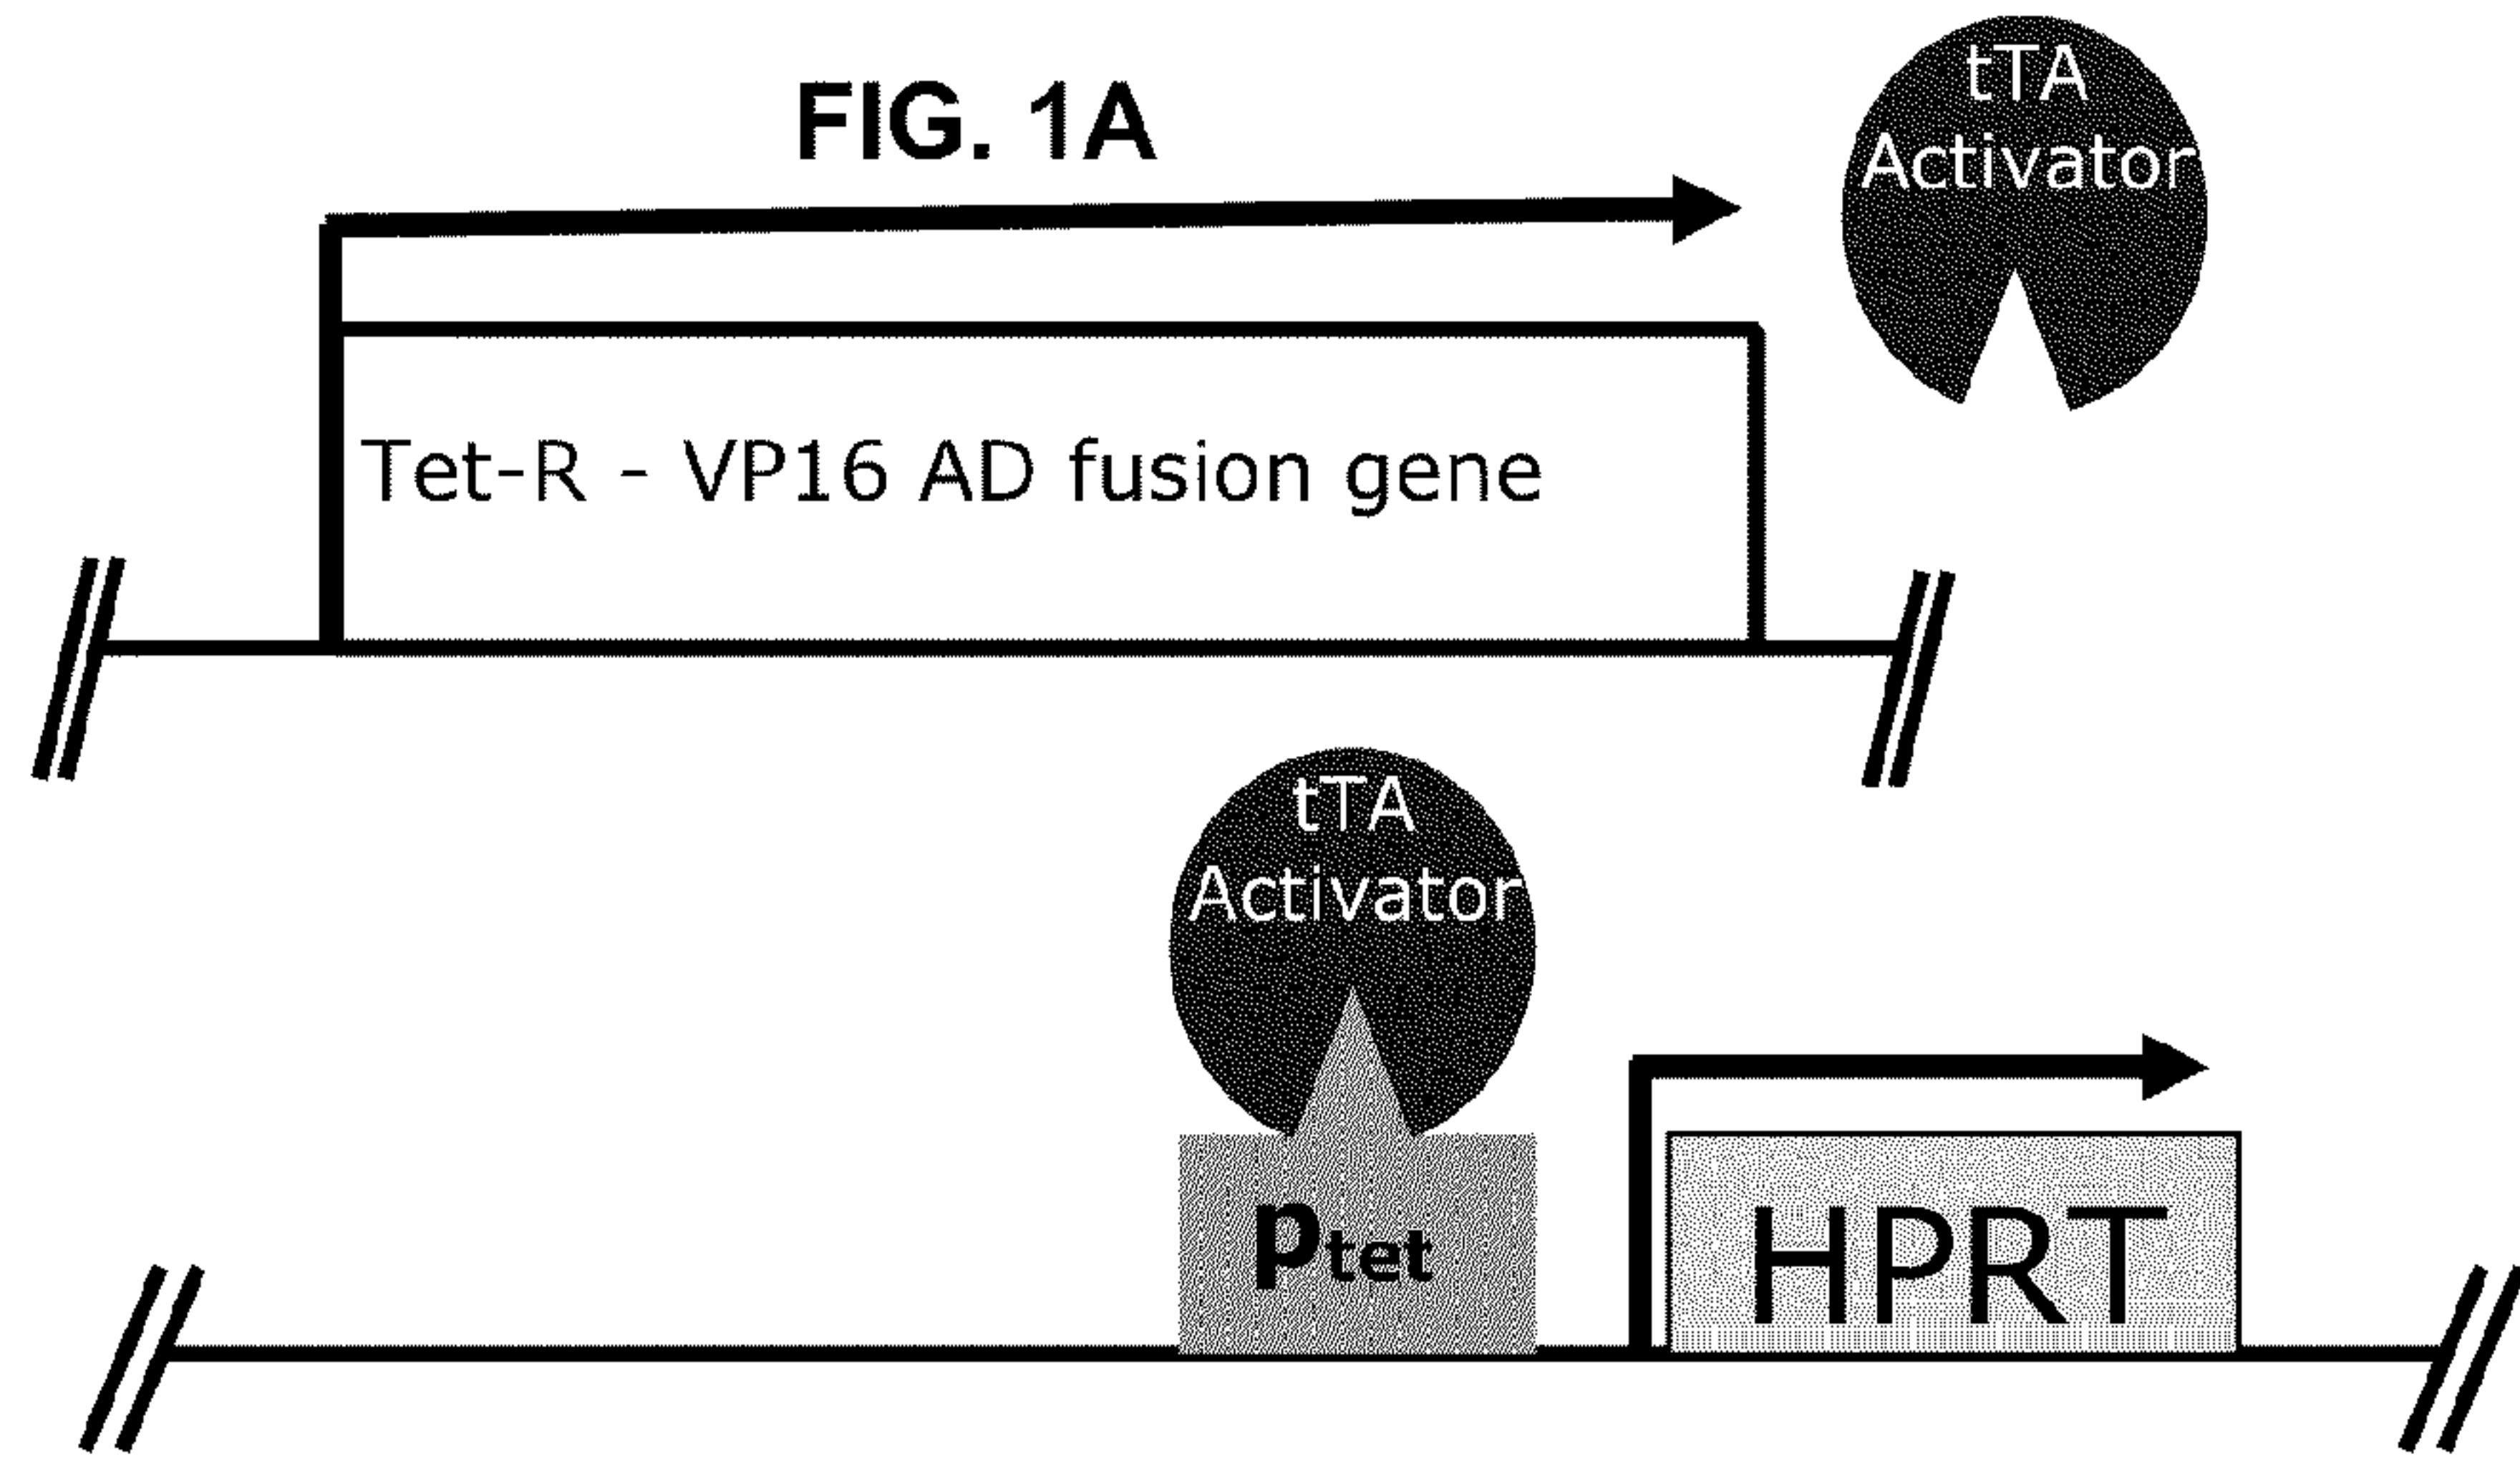 FIG. 1A
tTA
Activator
Tet-R - VP16 AD fusion gene
tTA
Activator
ptet
HPRT